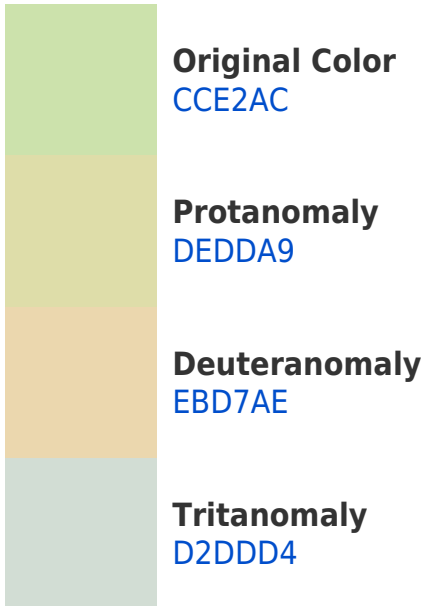 Original Color
CCE2AC
Protanomaly
DEDDA9
Deuteranomaly
EBD7AE
Tritanomaly
D2DDD4